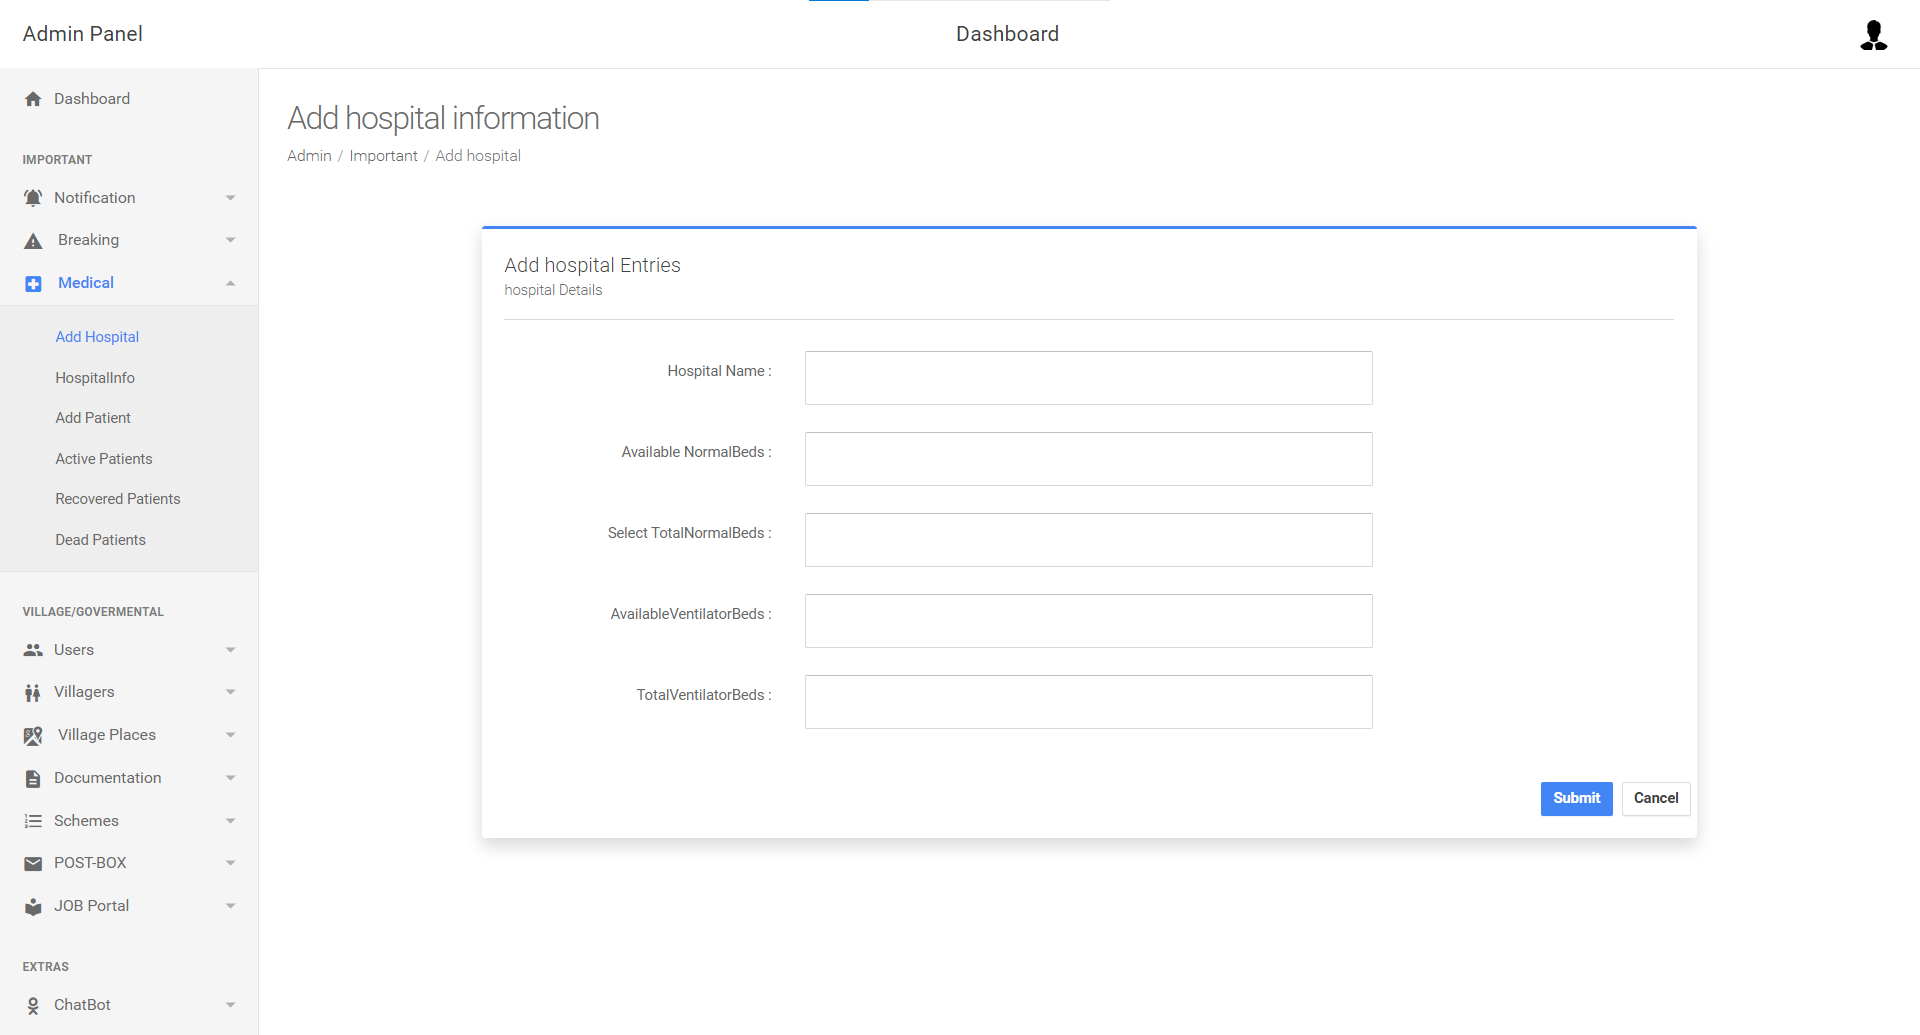 Admin Panel
Dashboard
Dashboard
IMPORTANT
Notification
Breaking
Medical
Add Hospital
HospitalInfo
Add Patient
Active Patients
Recovered Patients
Dead Patients
VILLAGE/GOVERMENTAL
Users
Villagers
Village Places
Documentation
Schemes
POST-BOX
JOB Portal
EXTRAS
ChatBot
Add hospital information
Admin / Important / Add hospital
Add hospital Entries
hospital Details
Hospital Name :
Available NormalBeds :
Select TotalNormalBeds :
AvailableVentilatorBeds :
TotalVentilatorBeds :
Submit Cancel